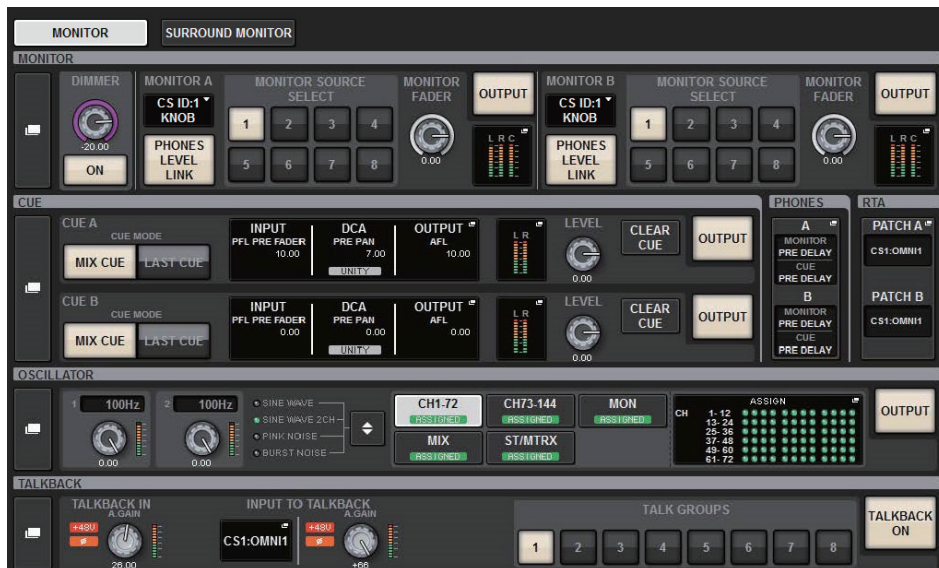 MONITOR
SURROUND MONITOR
MONITOR
DIMMER
-20.00
ON
MONITOR A
CS ID:1
KNOB
PHONES
LEVEL
LINK
MONITOR SOURCE
SELECT
1 2 3 4
5 6 7 8
MONITOR
FADER
0.00
OUTPUT
L R C
MONITOR B
CS ID:1
KNOB
PHONES
LEVEL
LINK
MONITOR SOURCE
SELECT
1 2 3 4
5 6 7 8
MONITOR
FADER
0.00
OUTPUT
L R C
CUE
CUE A
CUE MODE
MIX CUE
LAST CUE
INPUT
PFL PRE FADER
10.00
DCA
PRE PAN
7.00
UNITY
OUTPUT
AFL
10.00
L R
LEVEL
0.00
CLEAR
CUE
OUTPUT
CUE B
CUE MODE
MIX CUE
LAST CUE
INPUT
PFL PRE FADER
0.00
DCA
PRE PAN
0.00
UNITY
OUTPUT
AFL
0.00
L R
LEVEL
0.00
CLEAR
CUE
OUTPUT
PHONES
A
MONITOR
PRE DELAY
CUE
PRE DELAY
B
MONITOR
PRE DELAY
CUE
PRE DELAY
RTA
PATCH A
CS1:OMNI1
PATCH B
CS1:OMNI1
OSCILLATOR
1 100Hz
0.00
2 100Hz
0.00
SINE WAVE
SINE WAVE 2CH
PINK NOISE
BURST NOISE
CH1-72
ASSIGNED
CH73-144
ASSIGNED
MON
ASSIGNED
MIX
ASSIGNED
ST/MTRX
ASSIGNED
ASSIGN
CH 1- 12
13- 24
25- 36
37- 48
49- 60
61- 72
OUTPUT
TALKBACK
TALKBACK IN
A.GAIN
+48V
Ø
26.00
INPUT TO TALKBACK
CS1:OMNI1
A.GAIN
+48V
Ø
+66
TALK GROUPS
1 2 3 4 5 6 7 8
TALKBACK
ON